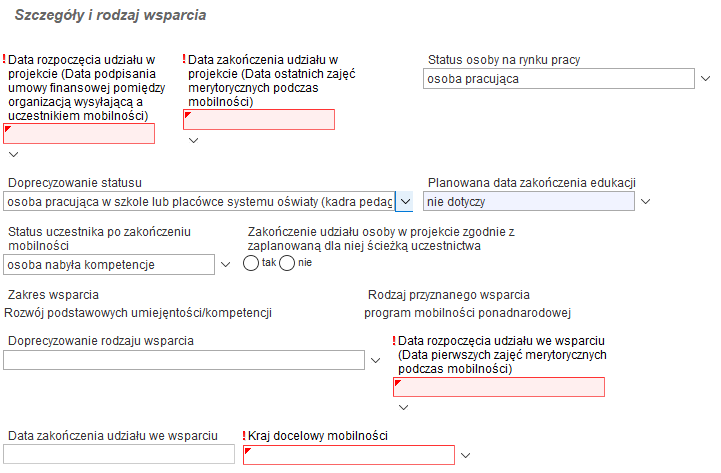 Szczegóły i rodzaj wsparcia
! Data rozpoczęcia udziału w
projekcie (Data podpisania
umowy finansowej pomiędzy
organizacją wysyłającą a
uczestnikiem mobilności)
! Data zakończenia udziału w
projekcie (Data ostatnich zajęć
merytorycznych podczas
mobilności)
Status osoby na rynku pracy
osoba pracująca
Doprecyzowanie statusu
osoba pracująca w szkole lub placówce systemu oświaty (kadra pedag
Planowana data zakończenia edukacji
nie dotyczy
Status uczestnika po zakończeniu
mobilności
osoba nabyła kompetencje
Zakończenie udziału osoby w projekcie zgodnie z
zaplanowaną dla niej ścieżką uczestnictwa
tak nie
Zakres wsparcia
Rozwój podstawowych umiejęntości/kompetencji
Rodzaj przyznanego wsparcia
program mobilności ponadnarodowej
Doprecyzowanie rodzaju wsparcia
! Data rozpoczęcia udziału we wsparciu
(Data pierwszych zajęć merytorycznych
podczas mobilności)
Data zakończenia udziału we wsparciu
! Kraj docelowy mobilności